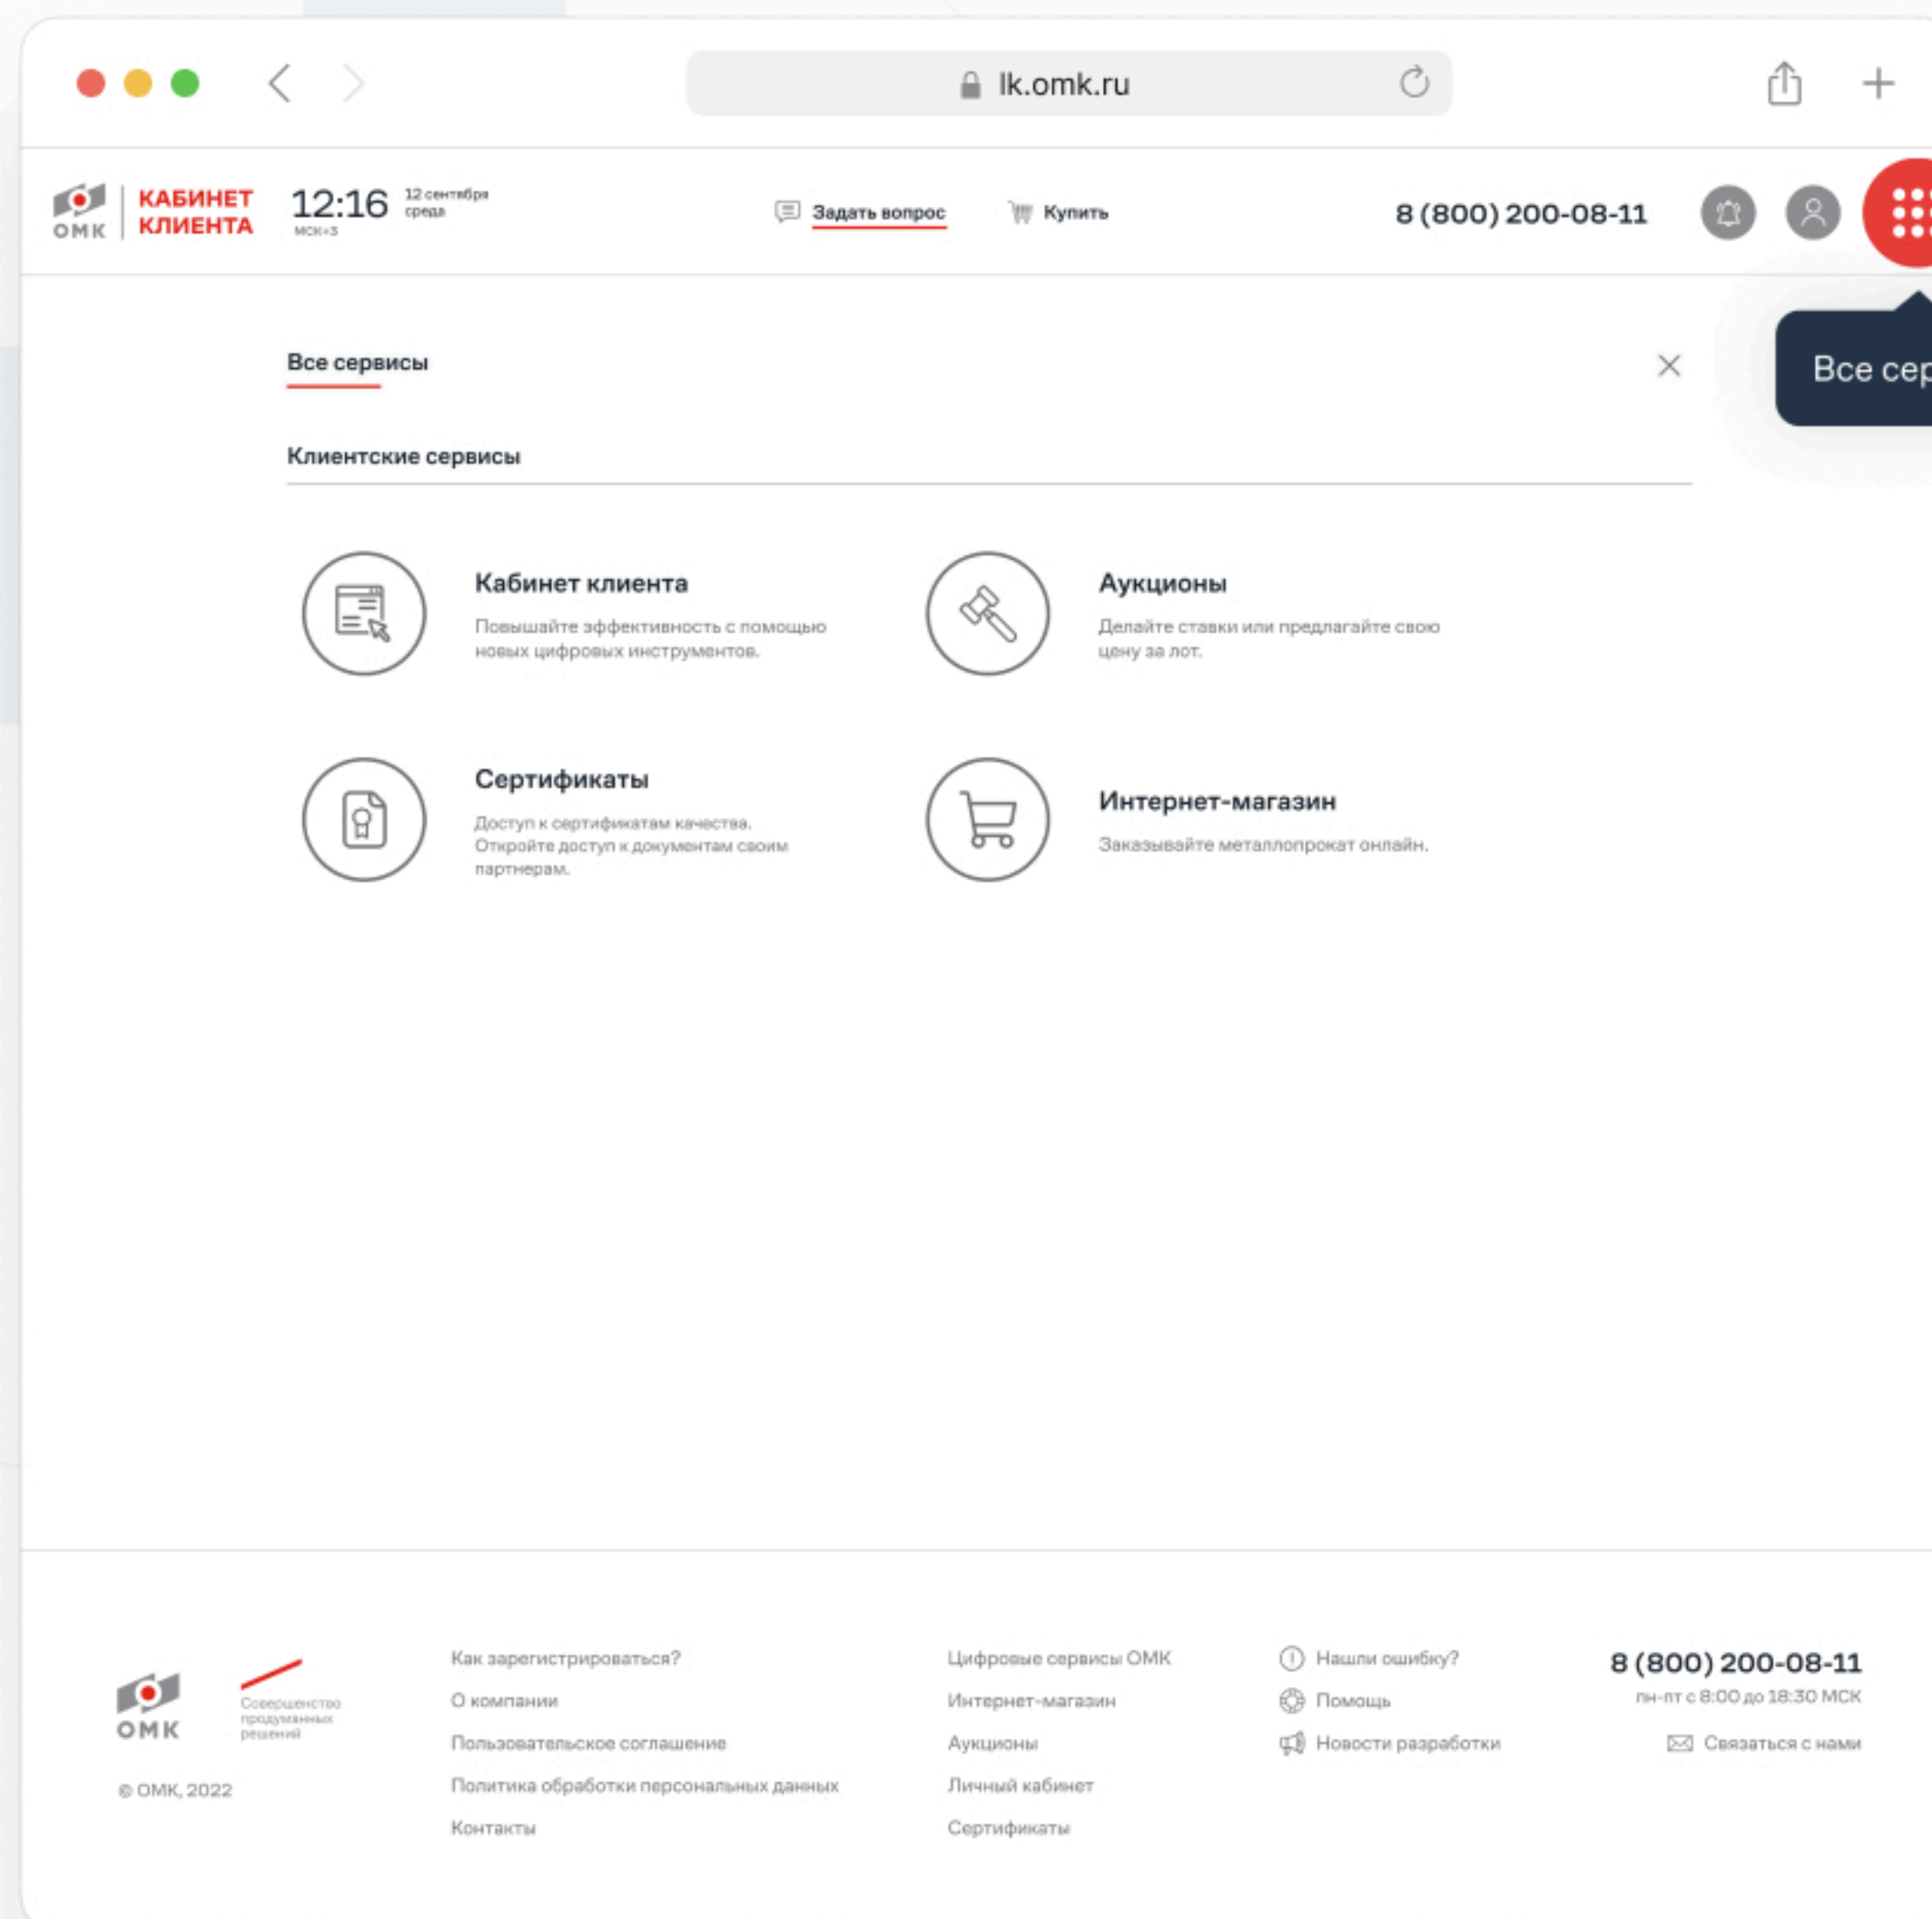 lk.omk.ru
ОМК
КАБИНЕТ
КЛИЕНТА
12:16
МСК+3
12 сентября
среда
Задать вопрос
Купить
8 (800) 200-08-11
Все сервисы
Все сер
Клиентские сервисы
Кабинет клиента
Повышайте эффективность с помощью
новых цифровых инструментов.
Аукционы
Делайте ставки или предлагайте свою
цену за лот.
Сертификаты
Доступ к сертификатам качества.
Откройте доступ к документам своим
партнерам.
Интернет-магазин
Заказывайте металлопрокат онлайн.
ОМК
Совершенство
продуманных
решений
© ОМК, 2022
Как зарегистрироваться?
О компании
Пользовательское соглашение
Политика обработки персональных данных
Контакты
Цифровые сервисы ОМК
Интернет-магазин
Аукционы
Личный кабинет
Сертификаты
Нашли ошибку?
Помощь
Новости разработки
8 (800) 200-08-11
пн-пт с 8:00 до 18:30 МСК
Связаться с нами